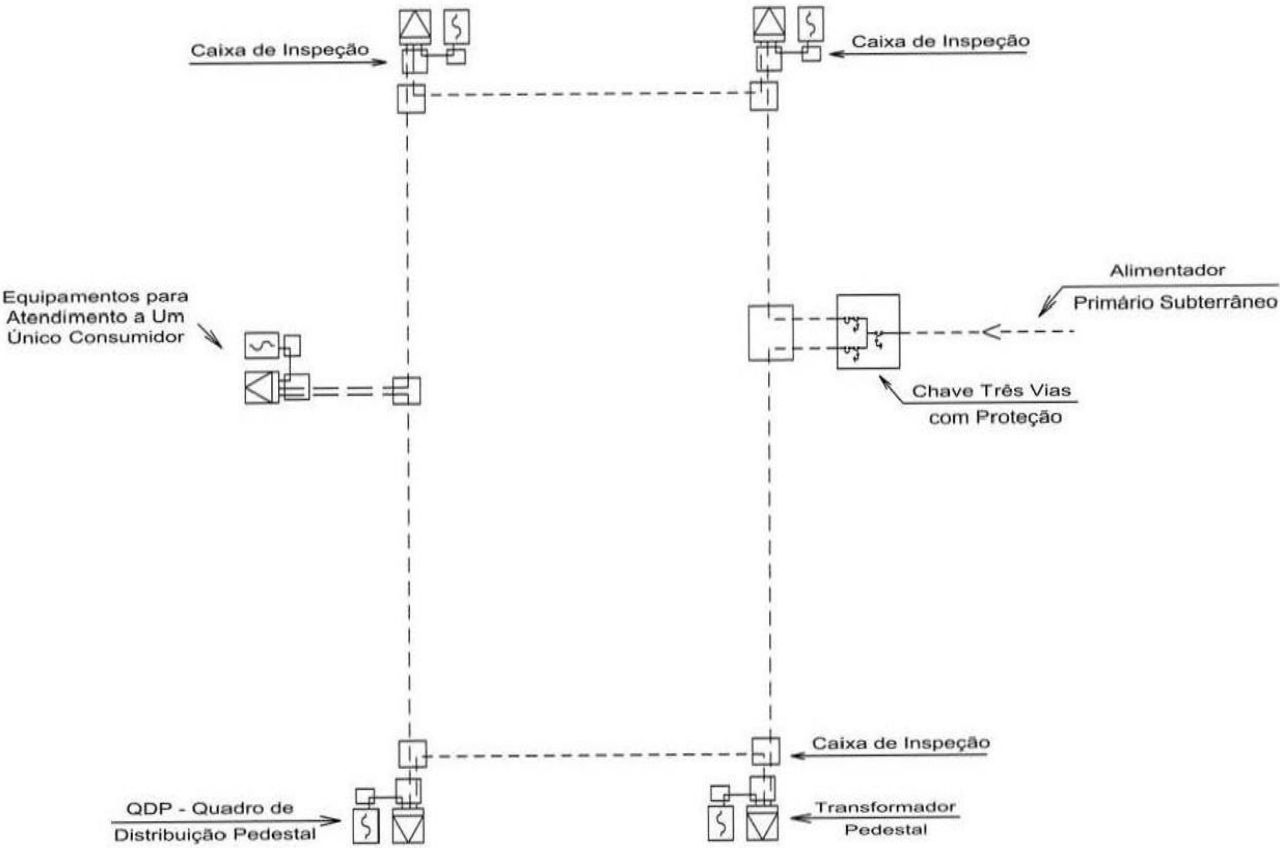 Caixa de Inspeção
Caixa de Inspeção
Alimentador
Primário Subterrâneo
Equipamentos para
Atendimento a Um
Único Consumidor
Chave Três Vias
com Proteção
Caixa de Inspeção
QDP - Quadro de
Distribuição Pedestal
Transformador
Pedestal